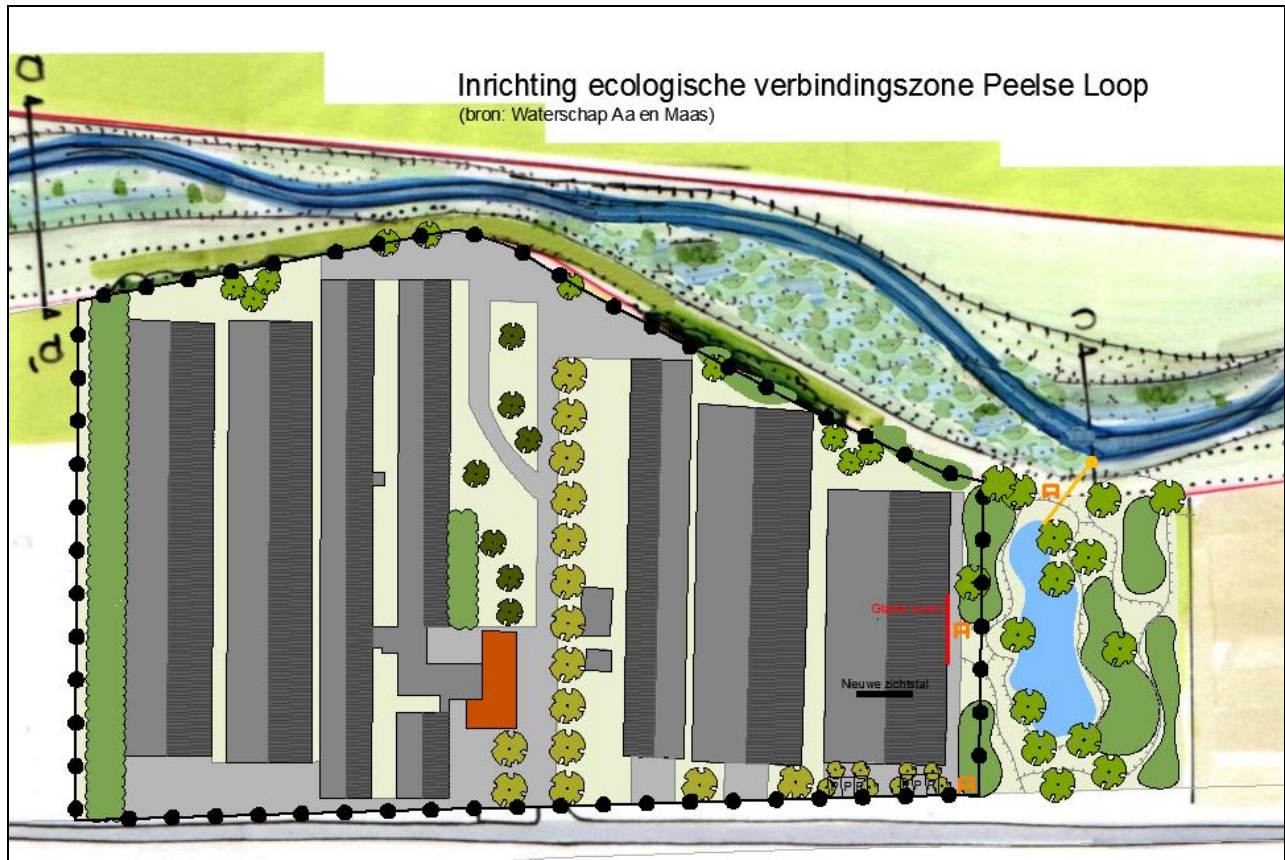 Inrichting ecologische verbindingszone Peelse Loop
(bron: Waterschap Aa en Maas)
a
a'
c
Nieuwe zichtstal
P P
P P